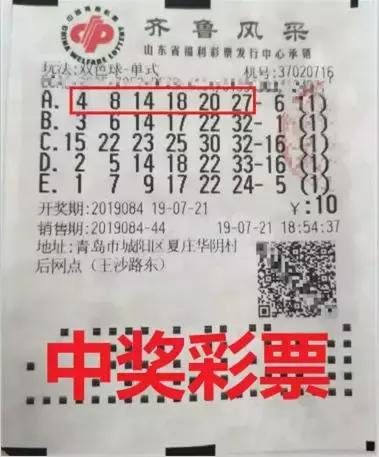 中国福利彩票
CHINA WELFARE LOTTERY
齐鲁风采
山东省福利彩票发行中心承销
玩法:双色球-单式 机号:37020716
A. 4 8 14 18 20 27- 6 (1)
B. 3 6 14 17 22 32- 1 (1)
C. 15 22 23 25 30 32-16 (1)
D. 5 6 13 17 22 33-16 (1)
E. 1 7 9 17 22 24- 5 (1)
开奖期:2019084 19-07-21 ¥:10
销售期:2019084-44 19-07-21 18:54:37
地址:青岛市城阳区夏庄华阴村
后网点(王沙路东)
中奖彩票